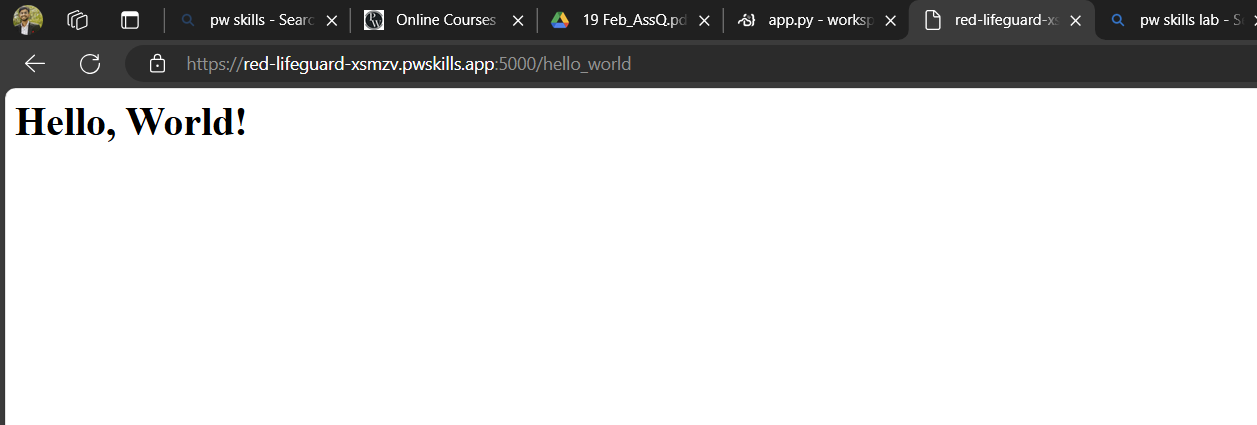 pw skills - Searc
Online Courses
19 Feb_AssQ.pd
app.py - worksp
red-lifeguard-xs
pw skills lab - S
https://red-lifeguard-xsmzv.pwskills.app:5000/hello_world
Hello, World!